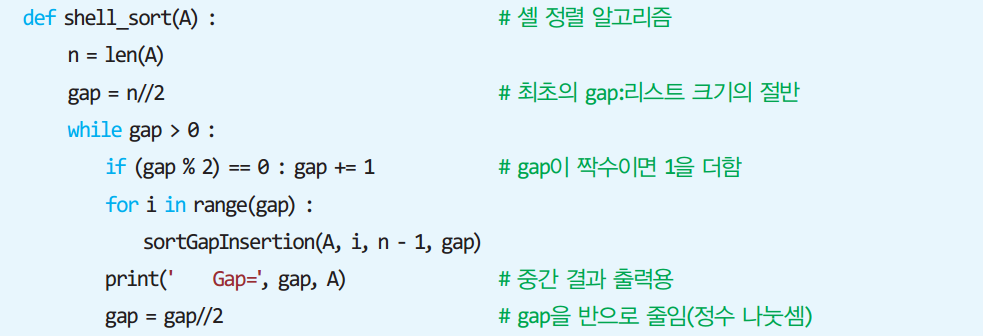 def shell_sort(A) : # 셸 정렬 알고리즘
n = len(A)
gap = n//2 # 최초의 gap:리스트 크기의 절반
while gap > 0 :
if (gap % 2) == 0 : gap += 1 # gap이 짝수이면 1을 더함
for i in range(gap) :
sortGapInsertion(A, i, n - 1, gap)
print('    Gap=', gap, A) # 중간 결과 출력용
gap = gap//2 # gap을 반으로 줄임(정수 나눗셈)